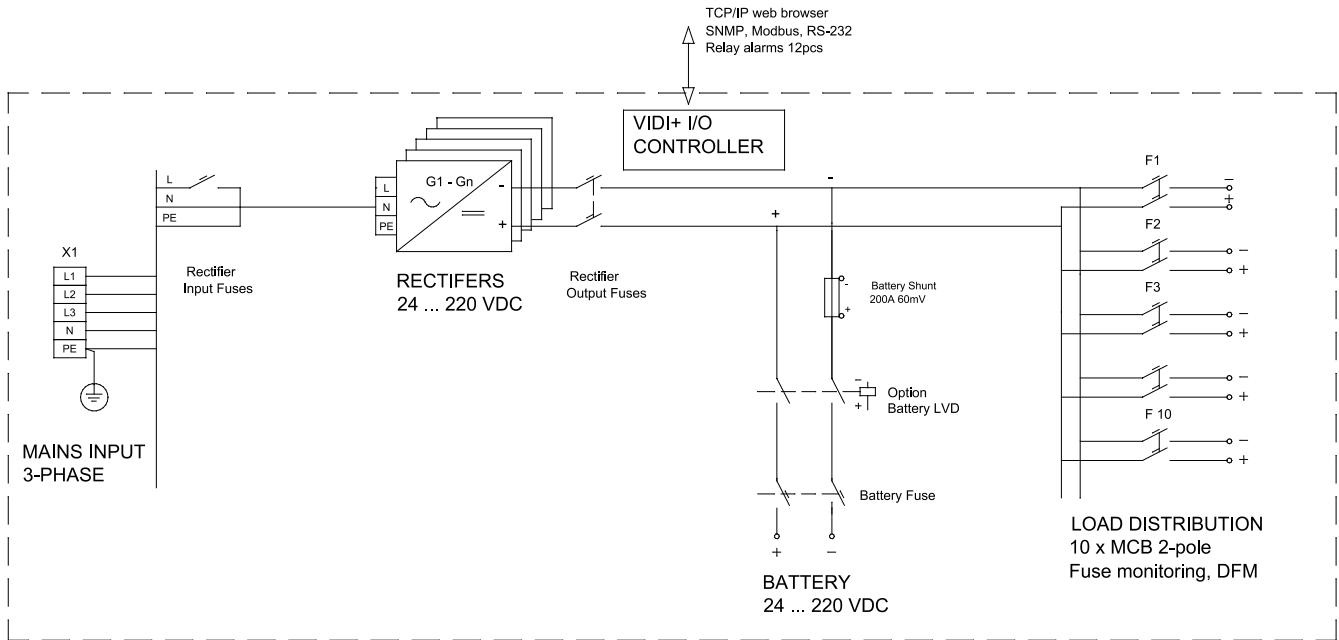 TCP/IP web browser
SNMP, Modbus, RS-232
Relay alarms 12pcs
VIDI+ I/O
CONTROLLER
L
N
PE
Rectifier
Input Fuses
X1
L1
L2
L3
N
PE
MAINS INPUT
3-PHASE
L
N
PE
G1 - Gn
-
+
RECTIFERS
24 ... 220 VDC
Rectifier
Output Fuses
-
+
Battery Shunt
200A 60mV
-
+
Option
Battery LVD
-
+
Battery Fuse
+
-
BATTERY
24 ... 220 VDC
F1
-
+
F2
-
+
F3
-
+
-
+
F 10
-
+
LOAD DISTRIBUTION
10 x MCB 2-pole
Fuse monitoring, DFM